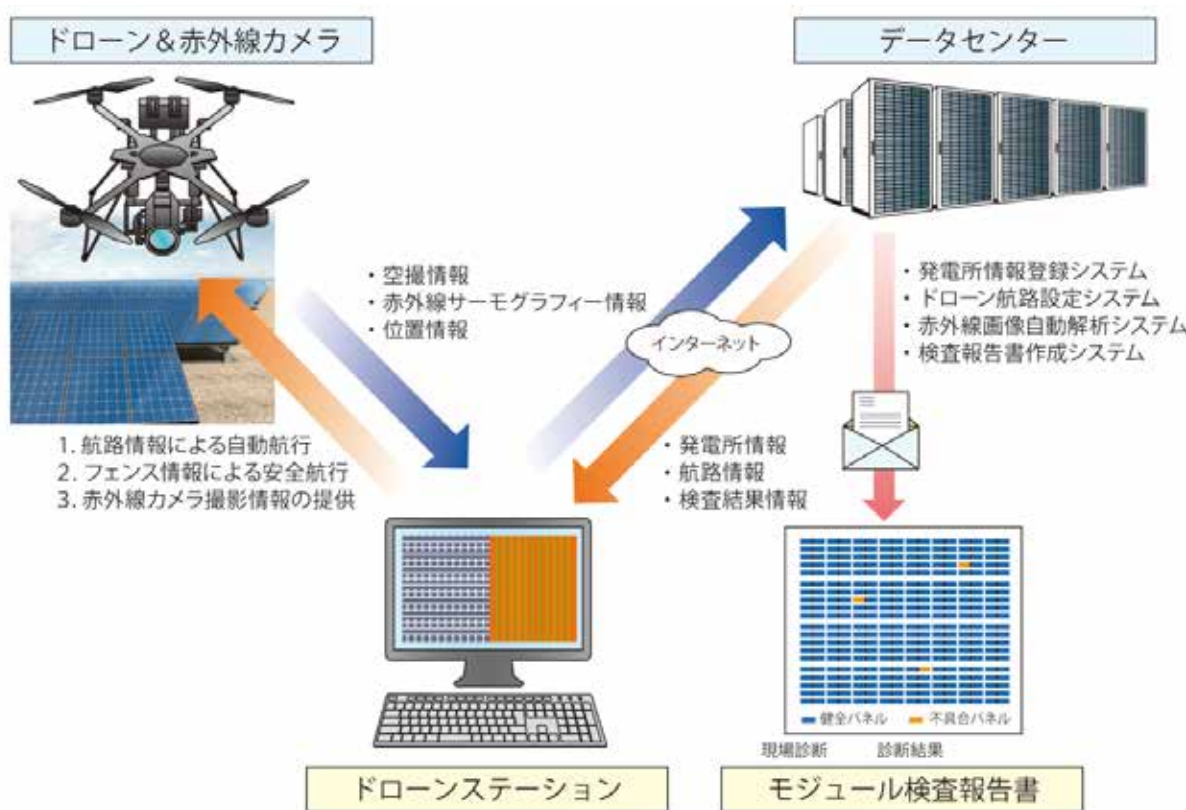 ドローン＆赤外線カメラ
データセンター
・空撮情報
・赤外線サーモグラフィー情報
・位置情報
・発電所情報登録システム
・ドローン航路設定システム
・赤外線画像自動解析システム
・検査報告書作成システム
インターネット
1. 航路情報による自動航行
2. フェンス情報による安全航行
3. 赤外線カメラ撮影情報の提供
・発電所情報
・航路情報
・検査結果情報
健全パネル 不具合パネル
現場診断 診断結果
ドローンステーション
モジュール検査報告書